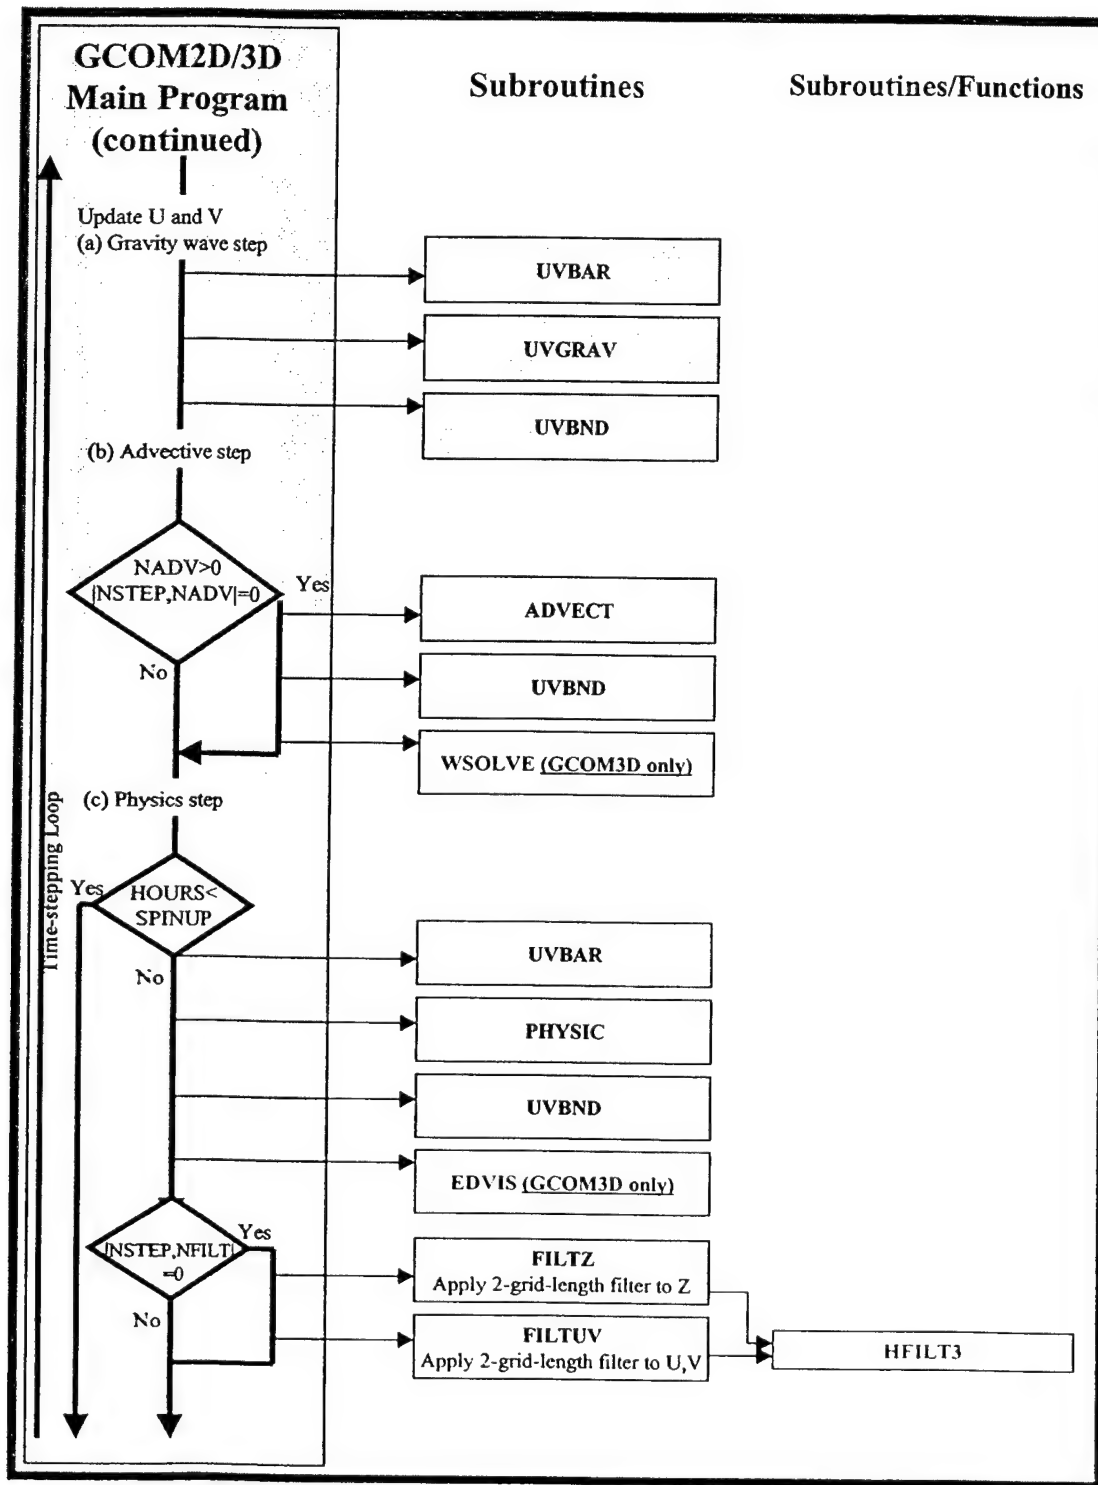 GCOM2D/3D
Main Program
(continued)
Subroutines
Subroutines/Functions
Update U and V
(a) Gravity wave step
UVBAR
UVGRAV
UVBND
(b) Advective step
NADV>0
|NSTEP,NADV|=0
Yes
No
ADVECT
UVBND
WSOLVE (GCOM3D only)
(c) Physics step
Time-stepping Loop
Yes
HOURS<
SPINUP
No
UVBAR
PHYSIC
UVBND
EDVIS (GCOM3D only)
|NSTEP,NFILT|
=0
Yes
No
FILTZ
Apply 2-grid-length filter to Z
FILTUV
Apply 2-grid-length filter to U,V
HFILT3